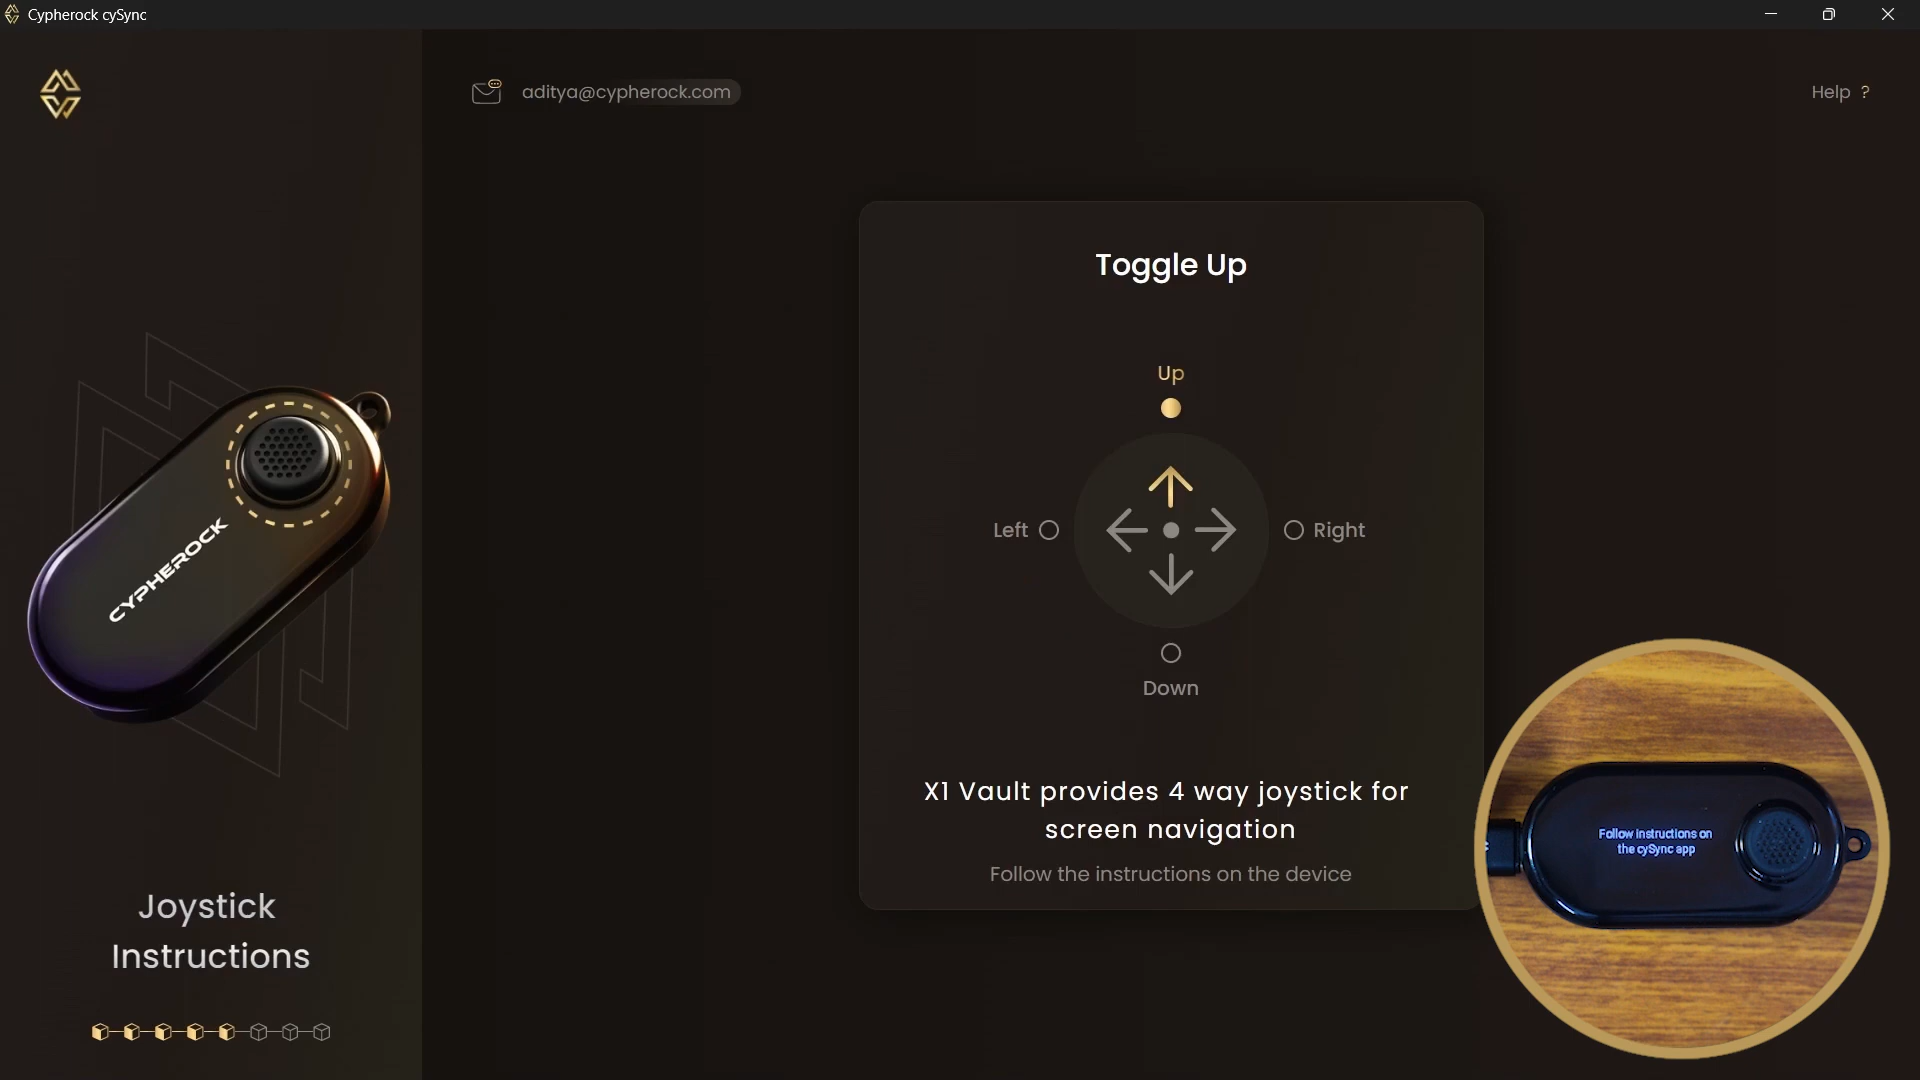 Cypherock cySync
aditya@cypherock.com
Help ?
CYPHEROCK
Toggle Up
Up
Left
Right
Down
X1 Vault provides 4 way joystick for
screen navigation
Follow the instructions on the device
Joystick
Instructions
Follow instructions on
the cySync app